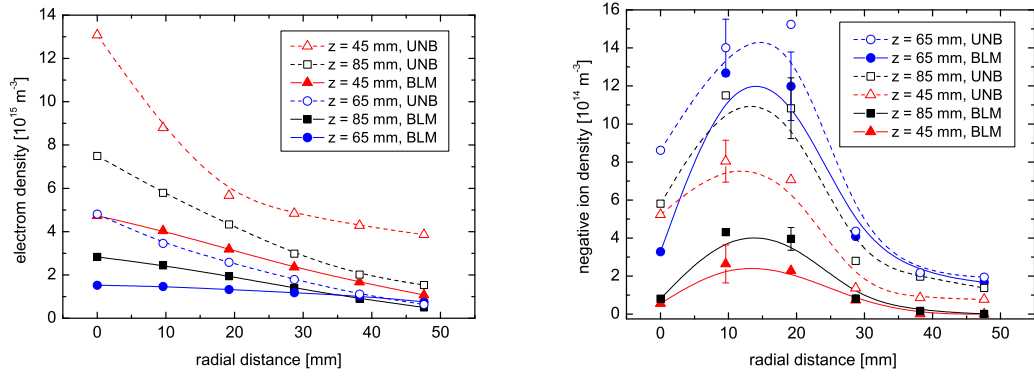 electrom density [10^15 m^-3]
14
12
10
8
6
4
2
0
z = 45 mm, UNB
z = 85 mm, UNB
z = 45 mm, BLM
z = 65 mm, UNB
z = 85 mm, BLM
z = 65 mm, BLM
0 10 20 30 40 50
radial distance [mm]
negative ion density [10^14 m^-3]
16
14
12
10
8
6
4
2
0
z = 65 mm, UNB
z = 65 mm, BLM
z = 85 mm, UNB
z = 45 mm, UNB
z = 85 mm, BLM
z = 45 mm, BLM
0 10 20 30 40 50
radial distance [mm]